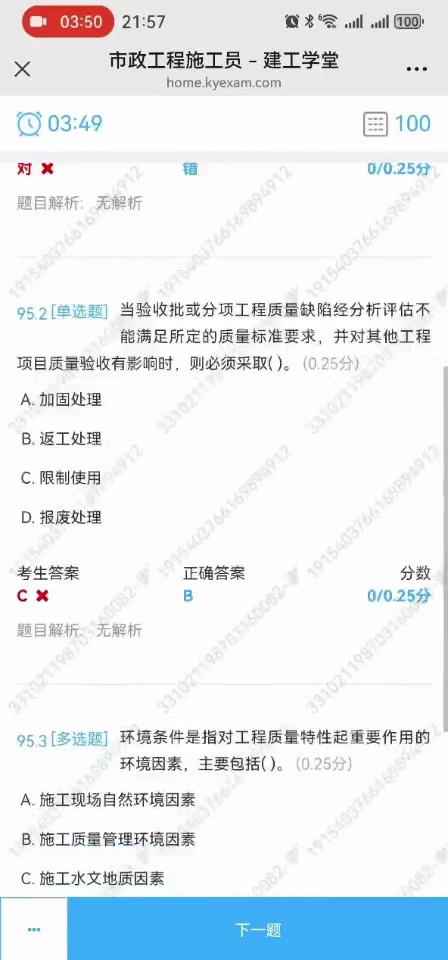 03:50 21:57 100
市政工程施工员 - 建工学堂
home.kyexam.com
03:49 100
对 错 0/0.25分
题目解析: 无解析
95.2 [单选题] 当验收批或分项工程质量缺陷经分析评估不
能满足所定的质量标准要求，并对其他工程
项目质量验收有影响时，则必须采取( )。 (0.25分)
A. 加固处理
B. 返工处理
C. 限制使用
D. 报废处理
考生答案 正确答案 分数
C B 0/0.25分
题目解析: 无解析
95.3 [多选题] 环境条件是指对工程质量特性起重要作用的
环境因素，主要包括( )。 (0.25分)
A. 施工现场自然环境因素
B. 施工质量管理环境因素
C. 施工水文地质因素
下一题